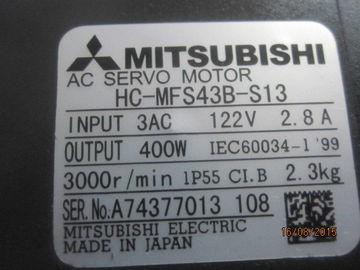 MITSUBISHI
AC SERVO MOTOR
HC-MFS43B-S13
INPUT 3AC 122V 2.8A
OUTPUT 400W IEC60034-1'99
3000r/min IP55 CI.B 2.3kg
SER.No.A74377013 108
MITSUBISHI ELECTRIC
MADE IN JAPAN
16/08/2015